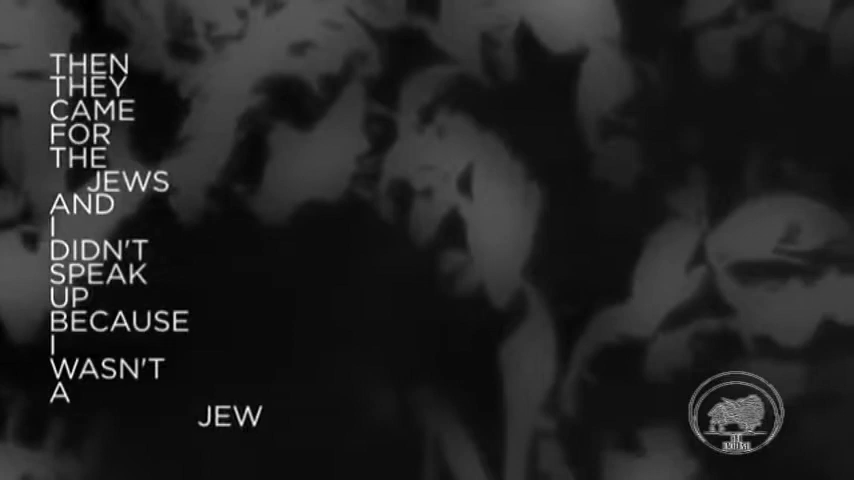 THEN
THEY
CAME
FOR
THE
JEWS
AND
I
DIDN'T
SPEAK
UP
BECAUSE
I
WASN'T
A
JEW